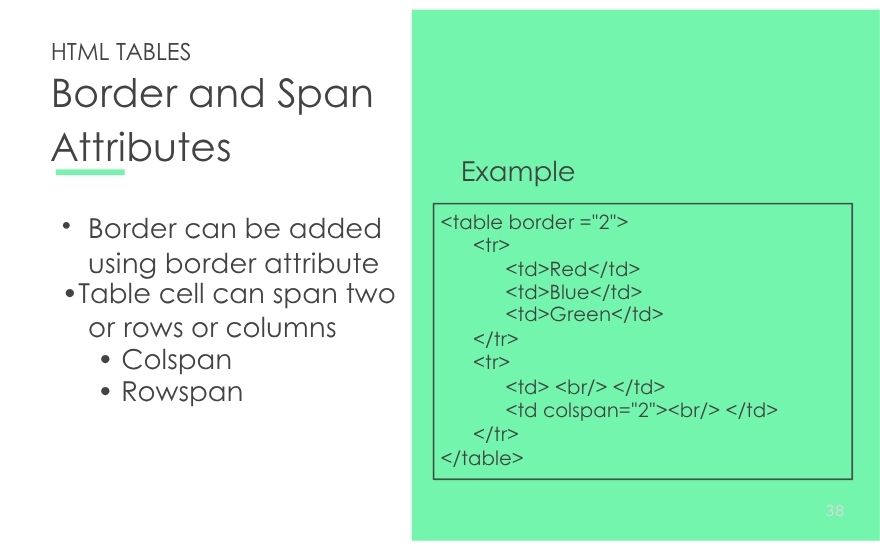 HTML TABLES
Border and Span
Attributes
• Border can be added
using border attribute
•Table cell can span two
or rows or columns
• Colspan
• Rowspan
Example
<table border ="2">
<tr>
<td>Red</td>
<td>Blue</td>
<td>Green</td>
</tr>
<tr>
<td> <br/> </td>
<td colspan="2"><br/> </td>
</tr>
</table>
38